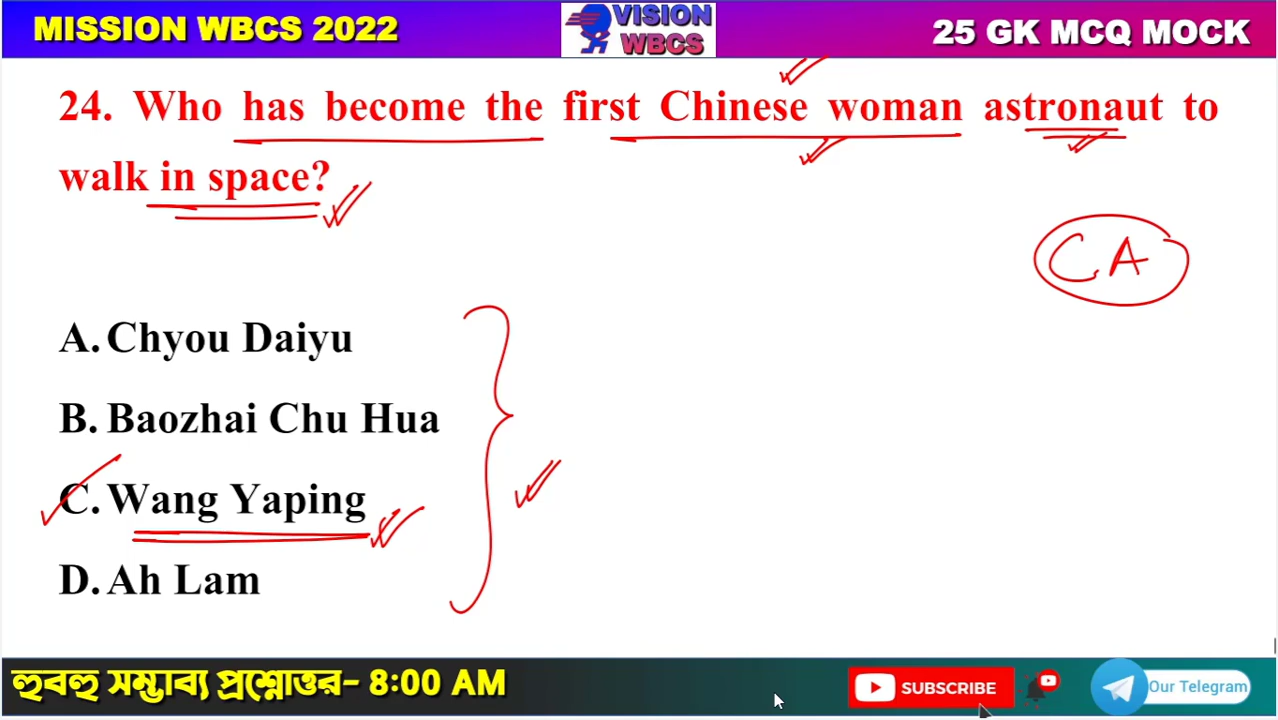 MISSION WBCS 2022
VISION
WBCS
25 GK MCQ MOCK
24. Who has become the first Chinese woman astronaut to
walk in space?
CA
A. Chyou Daiyu
B. Baozhai Chu Hua
C. Wang Yaping
D. Ah Lam
হুবহু সম্ভাব্য প্রশ্নোত্তর- 8:00 AM
SUBSCRIBE
Our Telegram